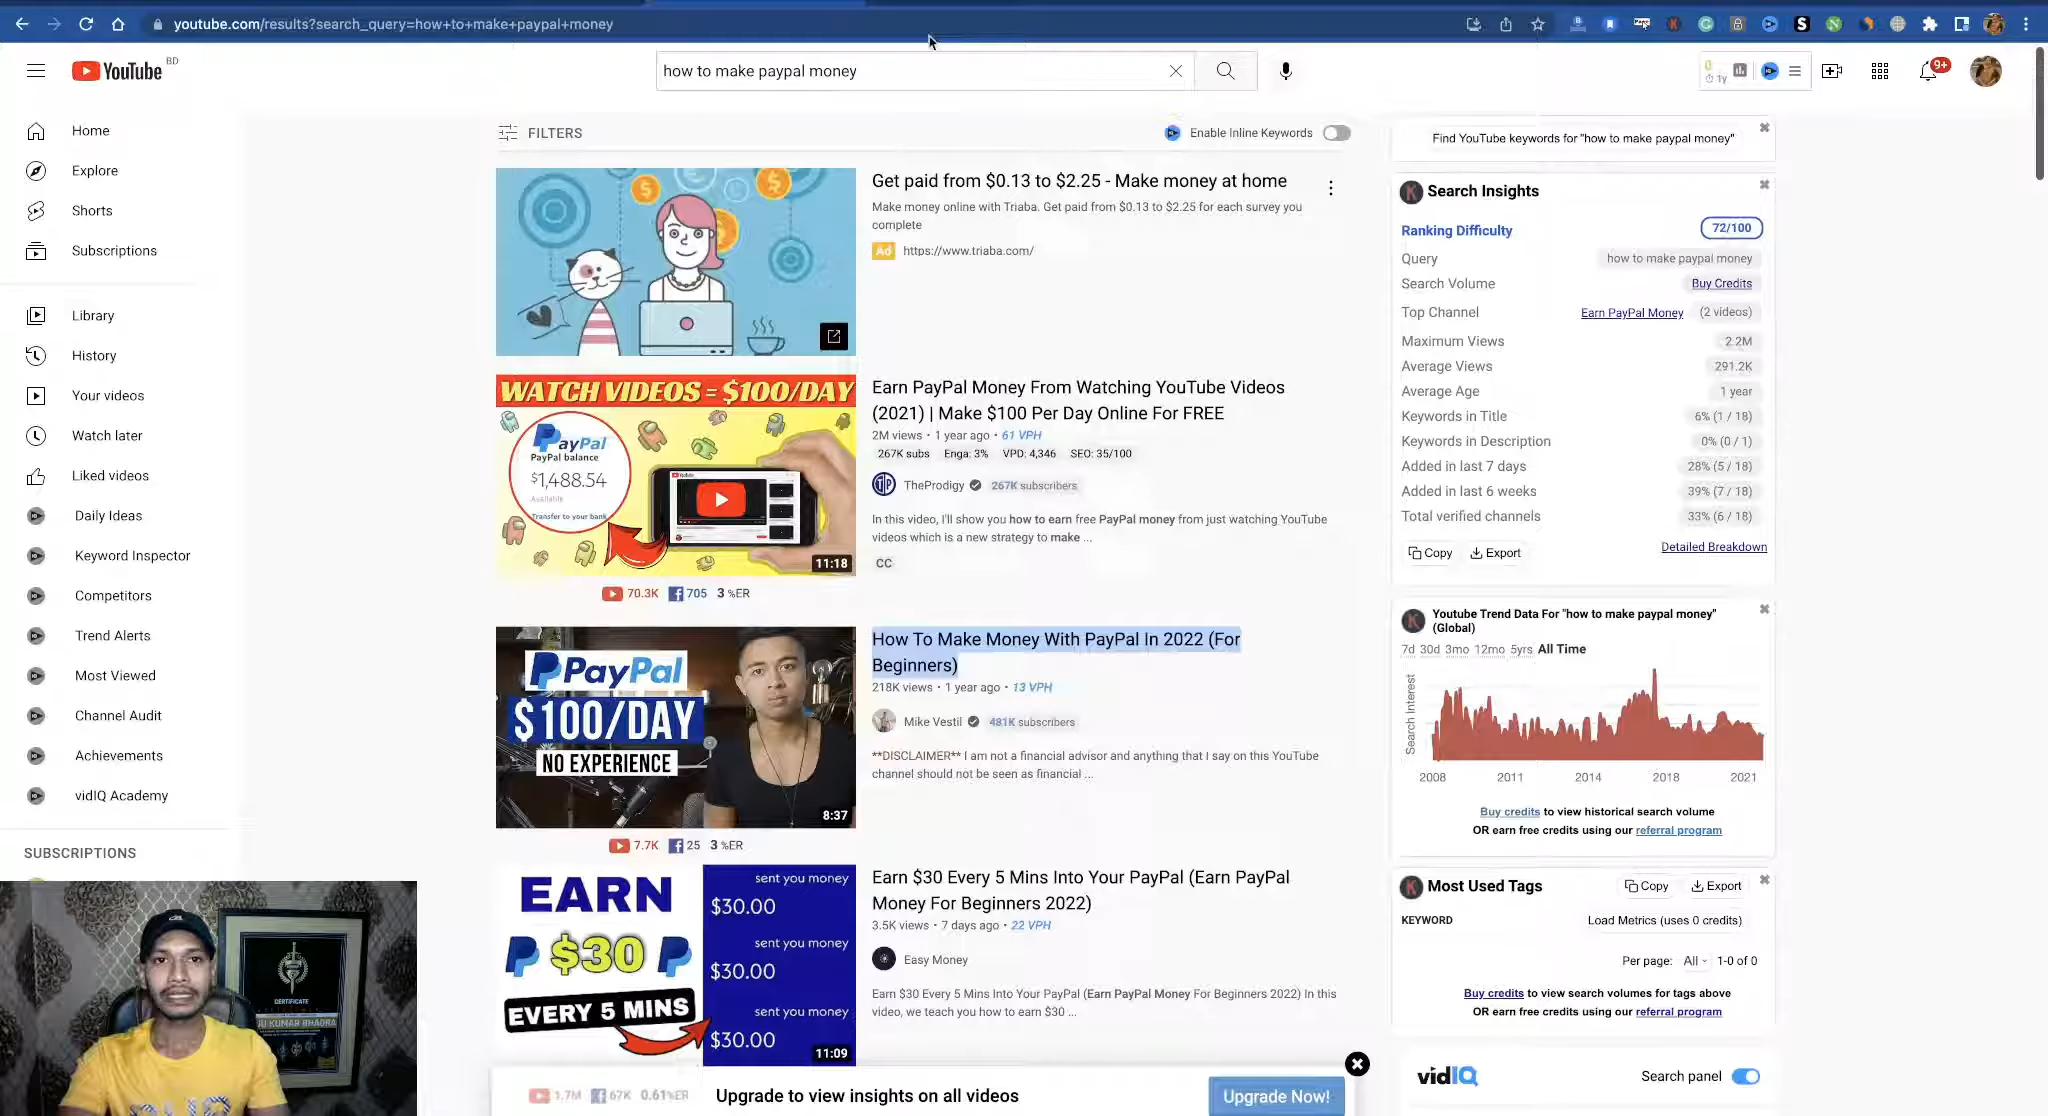 youtube.com/results?search_query=how+to+make+paypal+money
YouTube BD
how to make paypal money
0
1y
9+
Home
Explore
Shorts
Subscriptions
Library
History
Your videos
Watch later
Liked videos
Daily Ideas
Keyword Inspector
Competitors
Trend Alerts
Most Viewed
Channel Audit
Achievements
vidIQ Academy
SUBSCRIPTIONS
FILTERS
Enable Inline Keywords
Get paid from $0.13 to $2.25 - Make money at home
Make money online with Triaba. Get paid from $0.13 to $2.25 for each survey you
complete
Ad https://www.triaba.com/
WATCH VIDEOS = $100/DAY
PayPal
PayPal balance
$1,488.54
Available
Transfer to your bank
11:18
70.3K 705 3 %ER
Earn PayPal Money From Watching YouTube Videos
(2021) | Make $100 Per Day Online For FREE
2M views • 1 year ago • 61 VPH
267K subs Enga: 3% VPD: 4,346 SEO: 35/100
TheProdigy 267K subscribers
In this video, I'll show you how to earn free PayPal money from just watching YouTube
videos which is a new strategy to make ...
CC
PayPal
$100/DAY
NO EXPERIENCE
8:37
7.7K 25 3 %ER
How To Make Money With PayPal In 2022 (For
Beginners)
218K views • 1 year ago • 13 VPH
Mike Vestil 481K subscribers
**DISCLAIMER** I am not a financial advisor and anything that I say on this YouTube
channel should not be seen as financial ...
EARN
$30
EVERY 5 MINS
sent you money
$30.00
sent you money
$30.00
sent you money
$30.00
11:09
Earn $30 Every 5 Mins Into Your PayPal (Earn PayPal
Money For Beginners 2022)
3.5K views • 7 days ago • 22 VPH
Easy Money
Earn $30 Every 5 Mins Into Your PayPal (Earn PayPal Money For Beginners 2022) In this
video, we teach you how to earn $30 ...
1.7M 67K 0.61%ER
Upgrade to view insights on all videos
Upgrade Now!
Find YouTube keywords for "how to make paypal money"
Search Insights
Ranking Difficulty 72/100
Query how to make paypal money
Search Volume Buy Credits
Top Channel Earn PayPal Money (2 videos)
Maximum Views 2.2M
Average Views 291.2K
Average Age 1 year
Keywords in Title 6% (1 / 18)
Keywords in Description 0% (0 / 1)
Added in last 7 days 28% (5 / 18)
Added in last 6 weeks 39% (7 / 18)
Total verified channels 33% (6 / 18)
Copy Export Detailed Breakdown
Youtube Trend Data For "how to make paypal money"
(Global)
7d 30d 3mo 12mo 5yrs All Time
Search Interest
2008 2011 2014 2018 2021
Buy credits to view historical search volume
OR earn free credits using our referral program
Most Used Tags Copy Export
KEYWORD Load Metrics (uses 0 credits)
Per page: All 1-0 of 0
Buy credits to view search volumes for tags above
OR earn free credits using our referral program
vidIQ Search panel
CERTIFICATE
JU KUMAR BHADRA